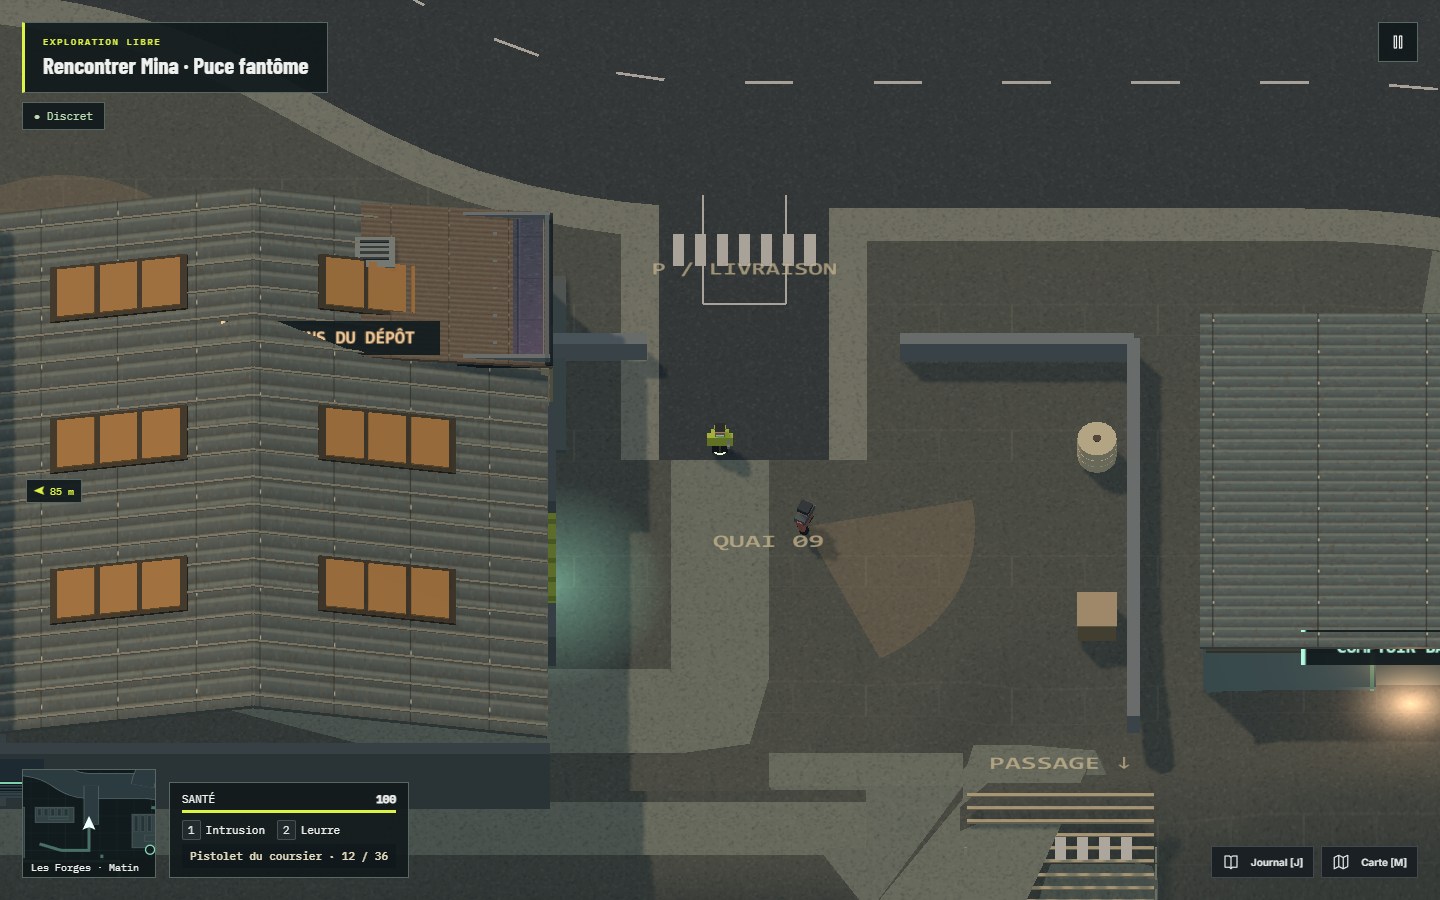 EXPLORATION LIBRE
Rencontrer Mina · Puce fantôme
Discret
P / LIVRAISON
DU DÉPÔT
85 m
QUAI 09
PASSAGE ↓
SANTÉ 100
1 Intrusion 2 Leurre
Pistolet du coursier · 12 / 36
Les Forges · Matin
Journal [J]
Carte [M]